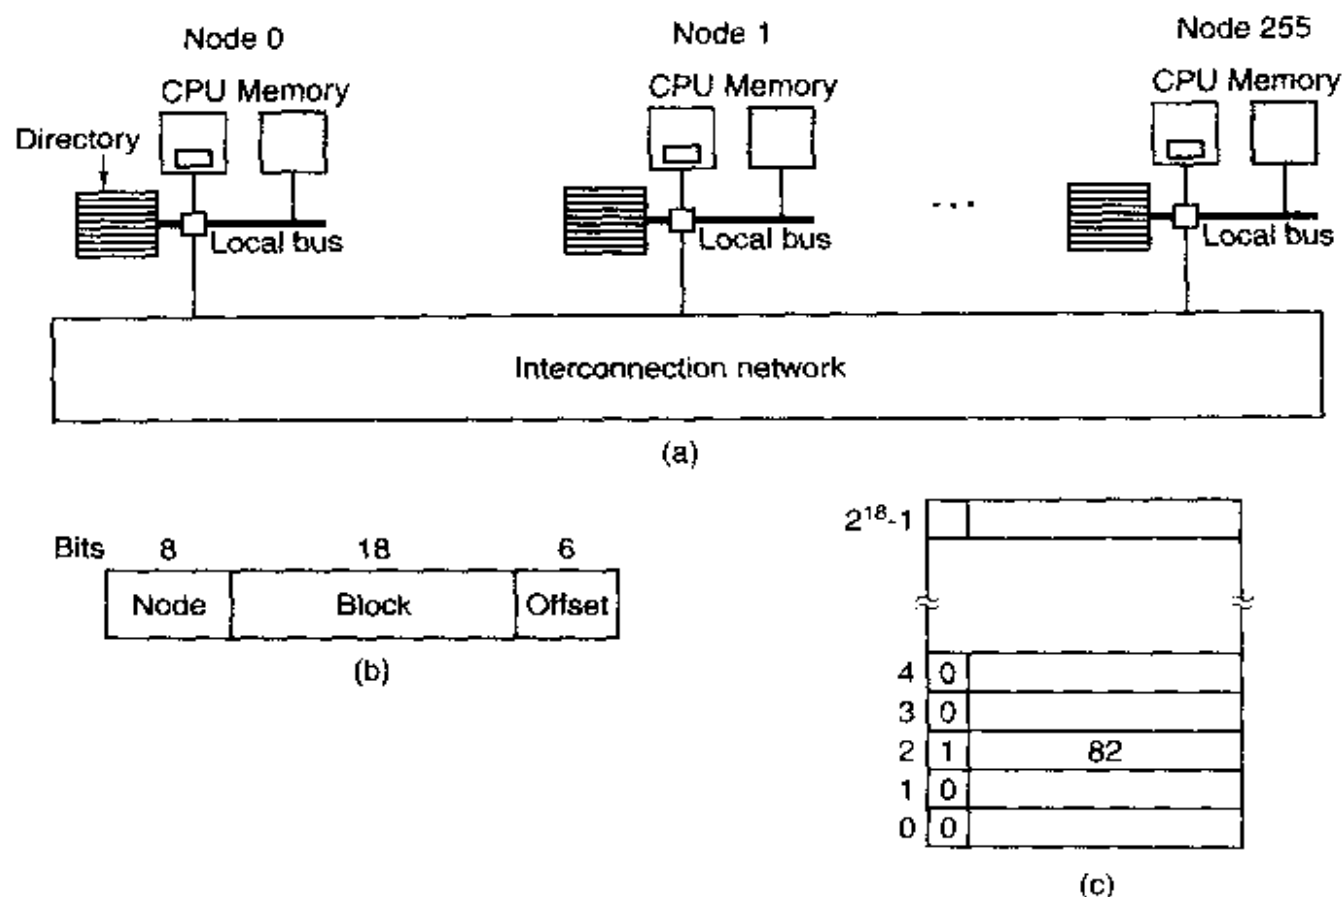 Node 0
Node 1
Node 255
CPU Memory
CPU Memory
CPU Memory
Directory
...
Local bus
Local bus
Local bus
Interconnection network
(a)
Bits 8 18 6
Node Block Offset
(b)
2¹⁸-1
4 0
3 0
2 1 82
1 0
0 0
(c)